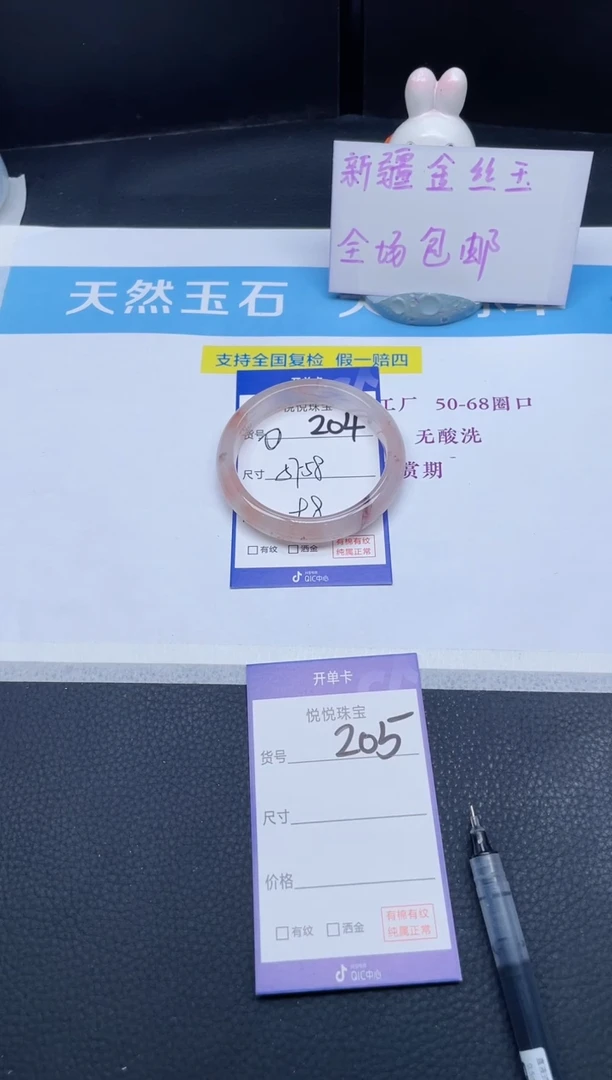 新疆金丝玉
全场包邮
天然玉石
支持全国复检 假一赔四
工厂 50-68圈口
无酸洗
赏期
悦悦珠宝
货号 204
尺寸 57-58
有纹 洒金
有棉有纹
纯属正常
QIC中心
开单卡
悦悦珠宝
货号 205
尺寸
价格
有纹 洒金
有棉有纹
纯属正常
QIC中心